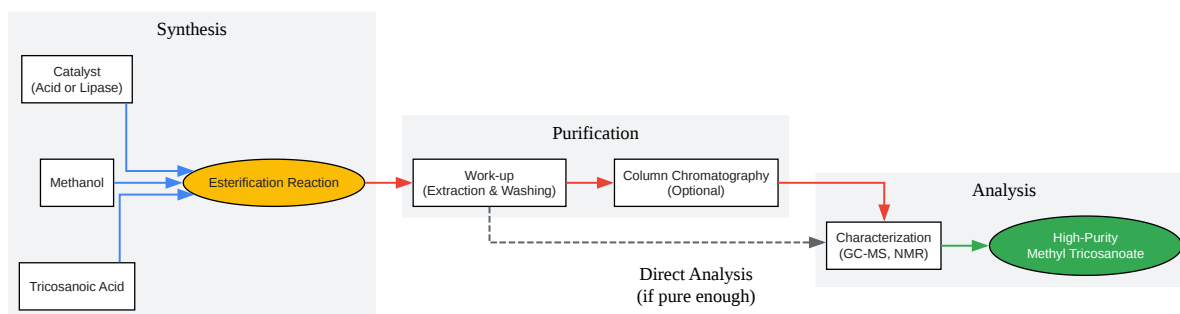 Synthesis
Catalyst
(Acid or Lipase)
Methanol
Esterification Reaction
Tricosanoic Acid
Purification
Work-up
(Extraction & Washing)
Column Chromatography
(Optional)
Direct Analysis
(if pure enough)
Analysis
Characterization
(GC-MS, NMR)
High-Purity
Methyl Tricosanoate